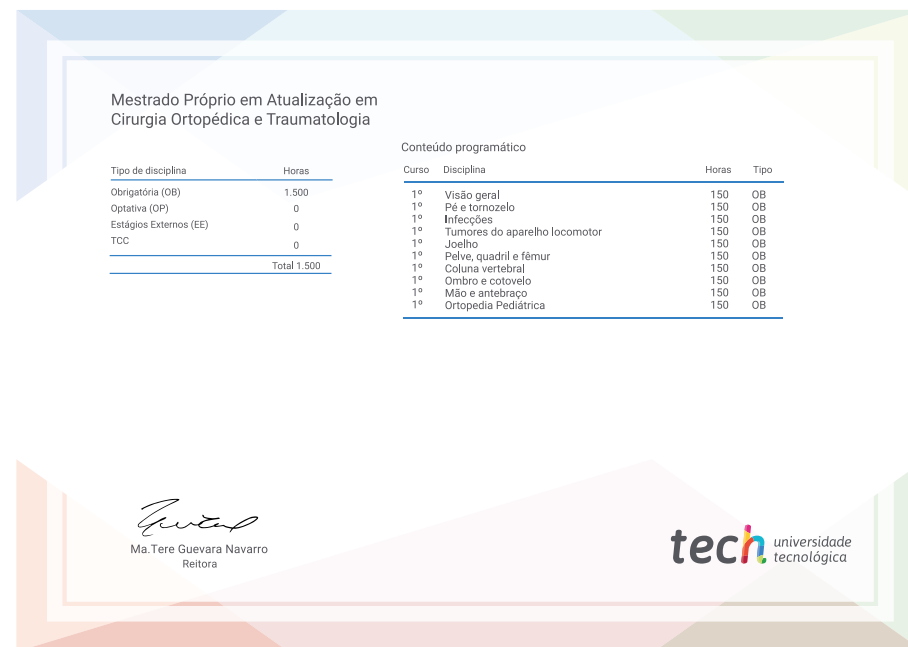 Mestrado Próprio em Atualização em
Cirurgia Ortopédica e Traumatologia
Tipo de disciplina Horas
Obrigatória (OB) 1.500
Optativa (OP) 0
Estágios Externos (EE) 0
TCC 0
Total 1.500
Conteúdo programático
Curso Disciplina Horas Tipo
1º Visão geral 150 OB
1º Pé e tornozelo 150 OB
1º Infecções 150 OB
1º Tumores do aparelho locomotor 150 OB
1º Joelho 150 OB
1º Pelve, quadril e fêmur 150 OB
1º Coluna vertebral 150 OB
1º Ombro e cotovelo 150 OB
1º Mão e antebraço 150 OB
1º Ortopedia Pediátrica 150 OB
Ma.Tere Guevara Navarro
Reitora
tech universidade
tecnológica